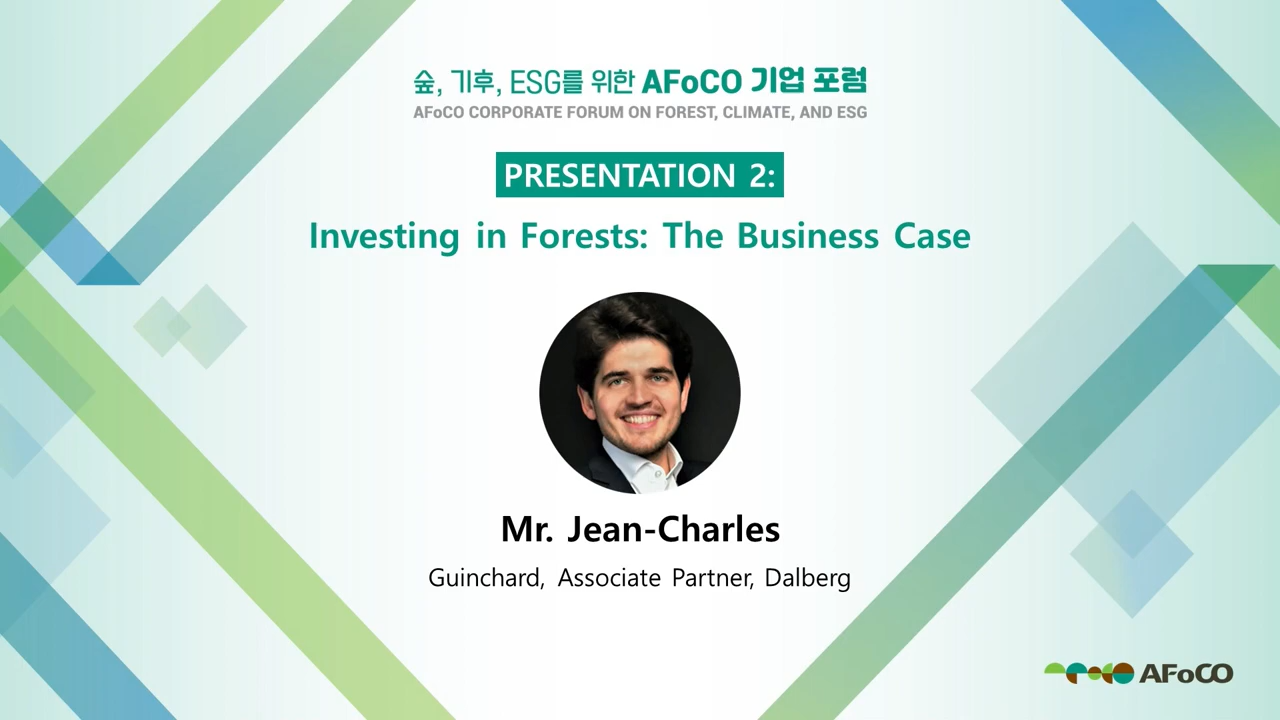 숲, 기후, ESG를 위한 AFoCO 기업 포럼
AFoCO CORPORATE FORUM ON FOREST, CLIMATE, AND ESG
PRESENTATION 2:
Investing in Forests: The Business Case
Mr. Jean-Charles
Guinchard, Associate Partner, Dalberg
AFoCO